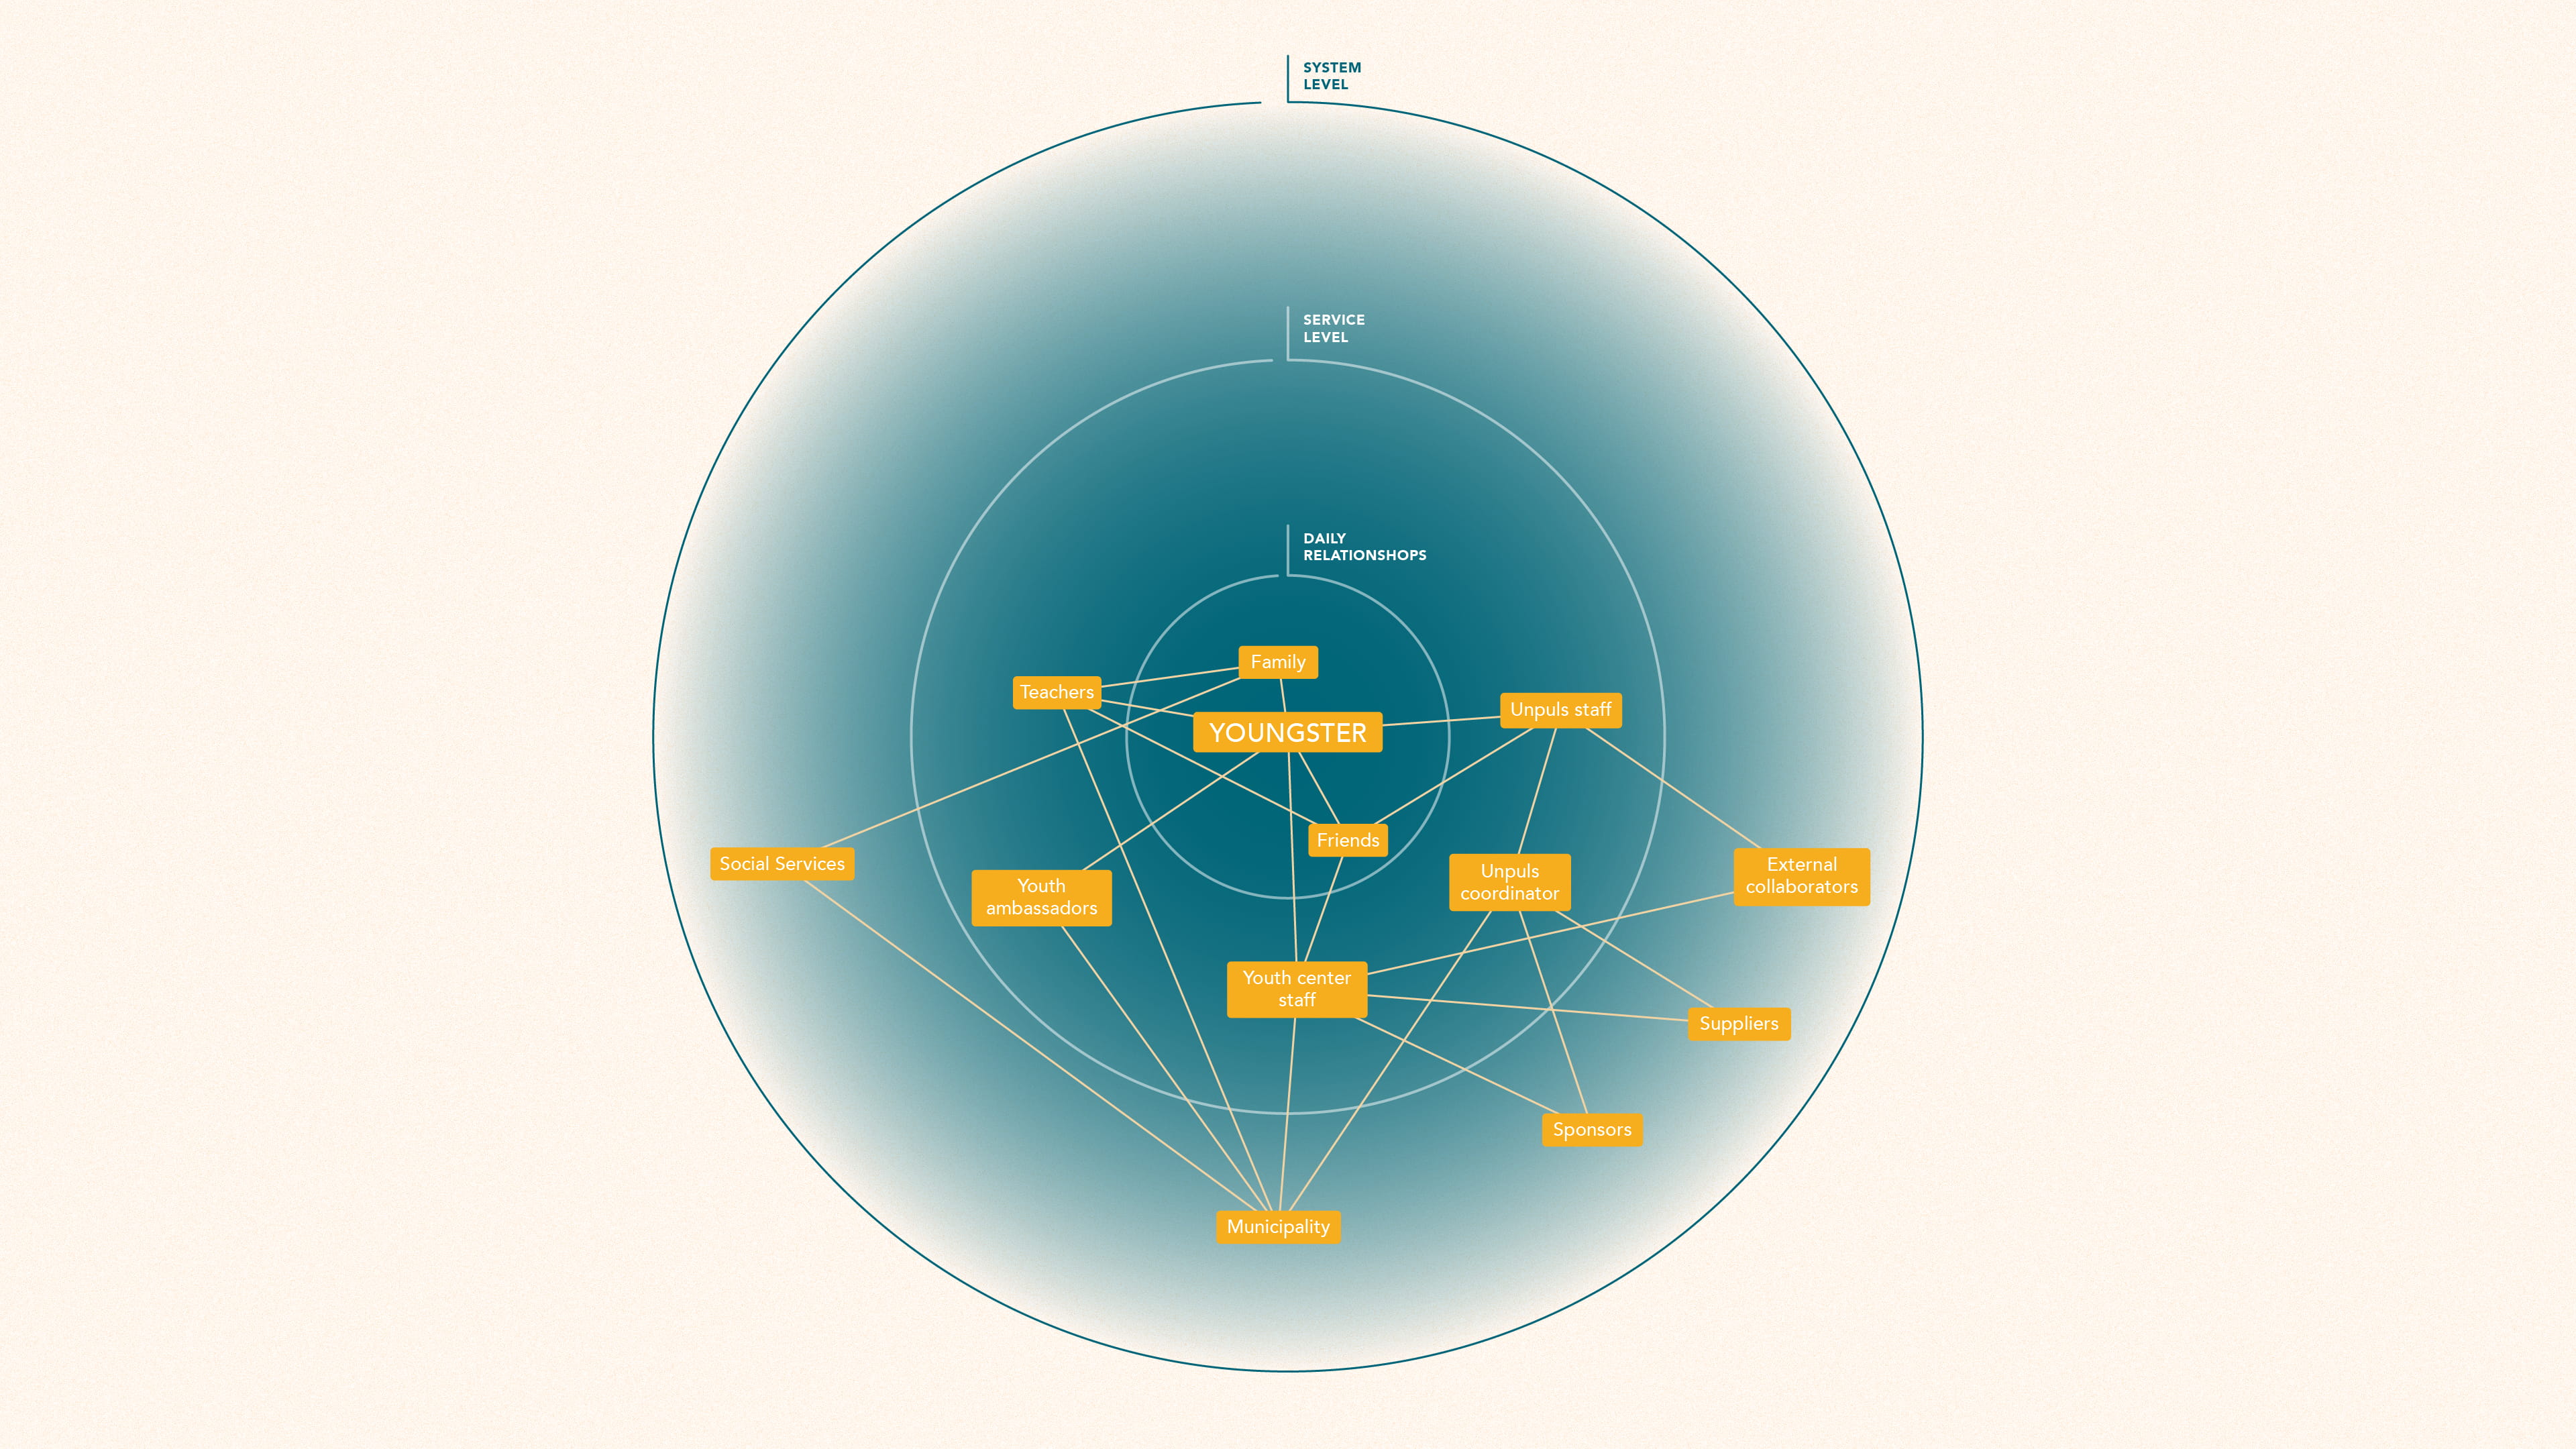 SYSTEM
LEVEL
SERVICE
LEVEL
DAILY
RELATIONSHOPS
Family
Teachers
Unpuls staff
YOUNGSTER
Friends
Social Services
Youth
ambassadors
Unpuls
coordinator
External
collaborators
Youth center
staff
Suppliers
Sponsors
Municipality